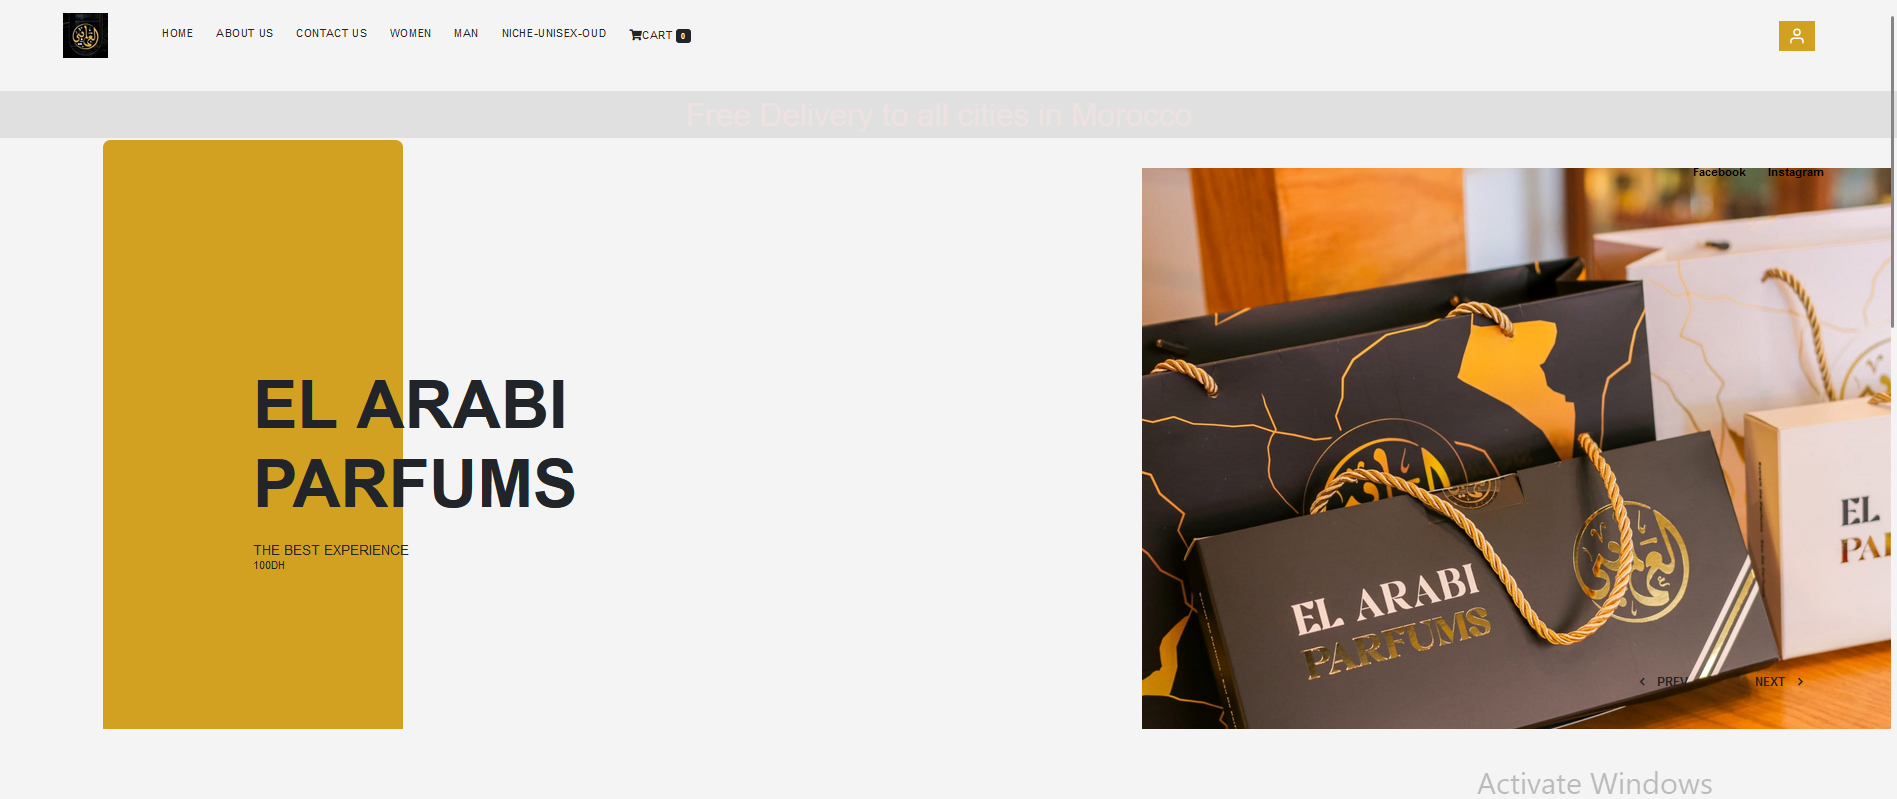 HOME ABOUT US CONTACT US WOMEN MAN NICHE-UNISEX-OUD CART 0
Free Delivery to all cities in Morocco
Facebook Instagram
EL ARABI
PARFUMS
THE BEST EXPERIENCE
100DH
EL ARABI
PARFUMS
EL
PREV NEXT
Activate Windows